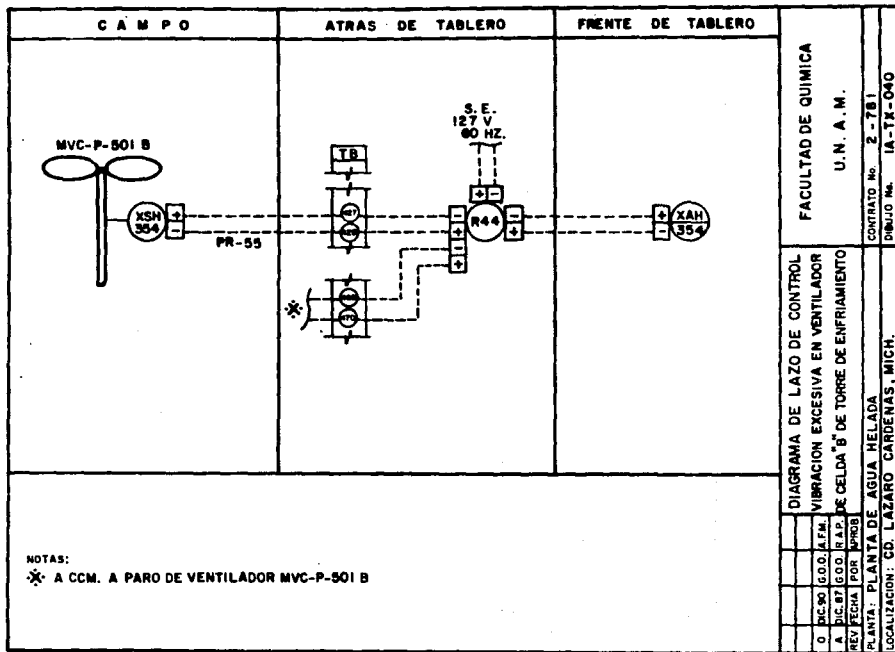 CAMPO
ATRAS DE TABLERO
FRENTE DE TABLERO
S.E.
127 V
60 HZ.
MVC-P-501 B
TB
XSH
354
+
-
PR-55
-
+
-
+
+
-
R44
-
+
+
-
XAH
354
※
NOTAS:
※ A CCM. A PARO DE VENTILADOR MVC-P-501 B
FACULTAD DE QUIMICA
U.N.A.M.
CONTRATO No. 2-781
DIBUJO No. IA-TX-040
DIAGRAMA DE LAZO DE CONTROL
VIBRACION EXCESIVA EN VENTILADOR
DE CELDA "B" DE TORRE DE ENFRIAMIENTO
PLANTA: PLANTA DE AGUA HELADA
LOCALIZACION: CD. LAZARO CARDENAS, MICH.
0 DIC.90 G.O.O. A.F.M.
A DIC.87 G.O.O. R.A.P.
REV FECHA POR APROB